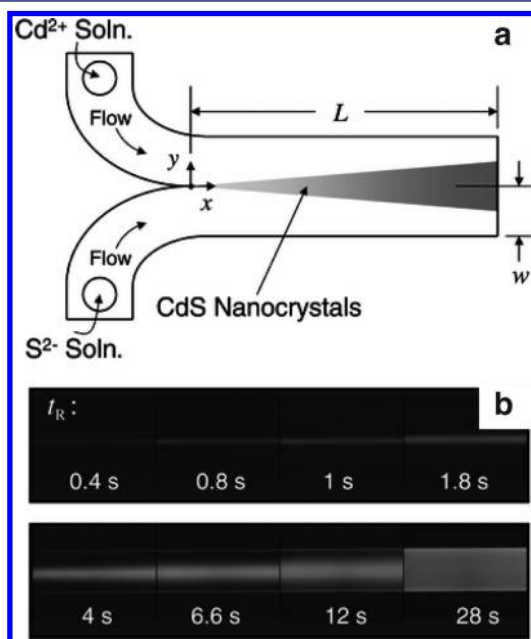 Cd²⁺ Soln.
a
L
Flow
y
x
Flow
w
CdS Nanocrystals
S²⁻ Soln.
b
t_R :
0.4 s 0.8 s 1 s 1.8 s
4 s 6.6 s 12 s 28 s